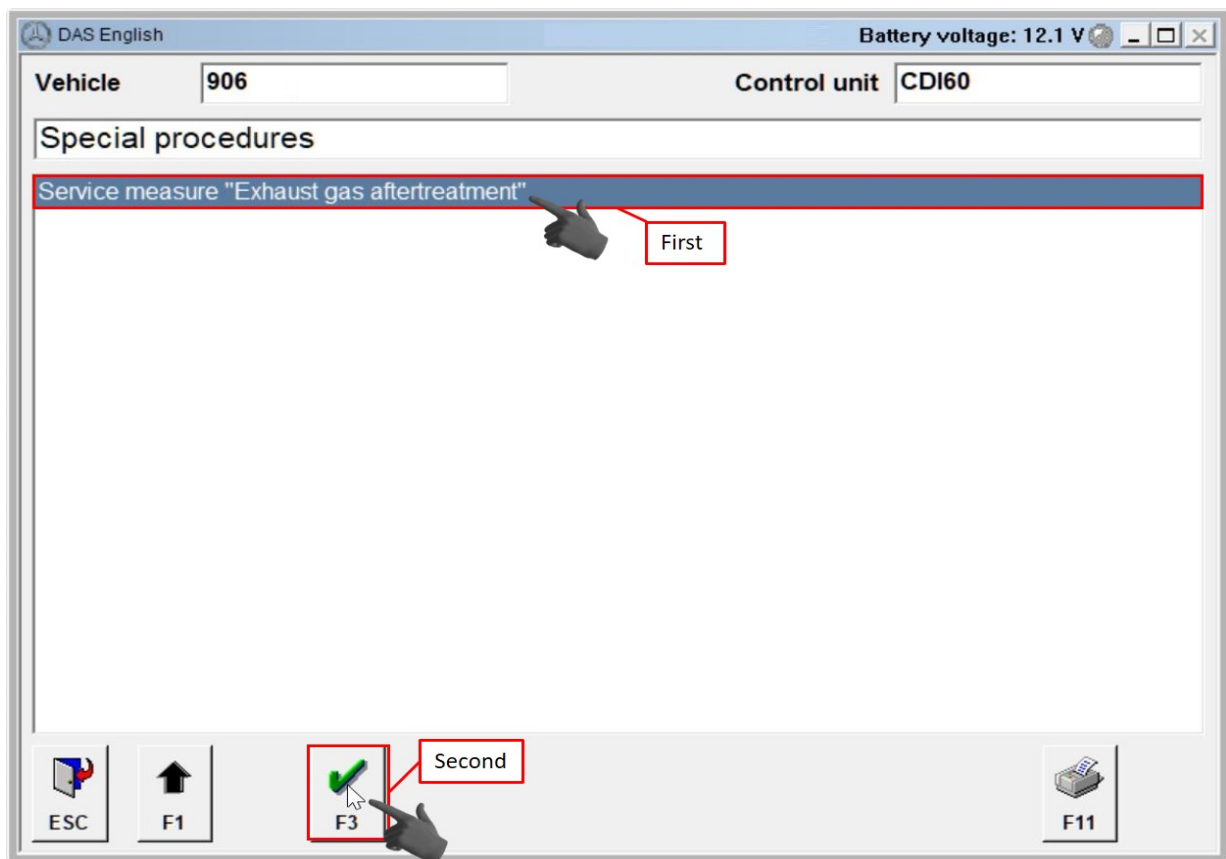 DAS English
Battery voltage: 12.1 V
Vehicle 906 Control unit CDI60
Special procedures
Service measure "Exhaust gas aftertreatment"
First
Second
ESC F1 F3 F11